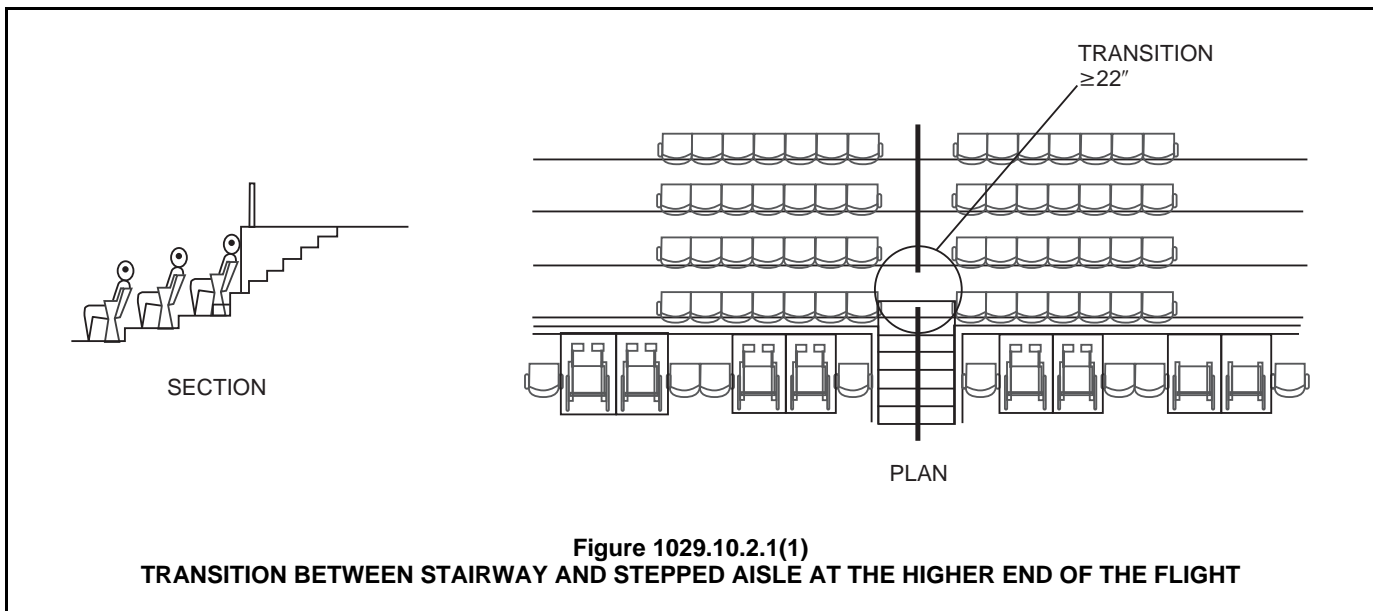 TRANSITION
≥22″
SECTION
PLAN
Figure 1029.10.2.1(1)
TRANSITION BETWEEN STAIRWAY AND STEPPED AISLE AT THE HIGHER END OF THE FLIGHT